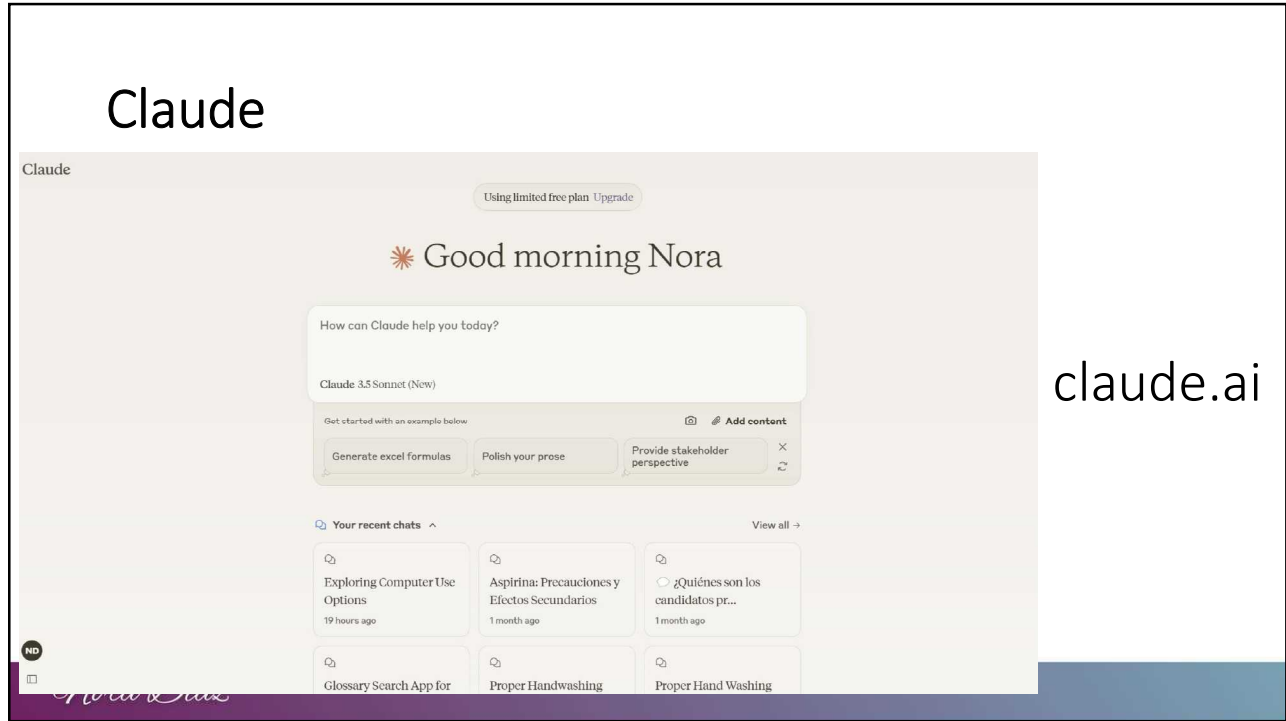 Claude
Claude
Using limited free plan Upgrade
Good morning Nora
How can Claude help you today?
Claude 3.5 Sonnet (New)
claude.ai
Get started with an example below
Add content
Generate excel formulas
Polish your prose
Provide stakeholder
perspective
Your recent chats
View all →
Exploring Computer Use
Options
19 hours ago
Aspirina: Precauciones y
Efectos Secundarios
1 month ago
¿Quiénes son los
candidatos pr...
1 month ago
ND
Glossary Search App for
Proper Handwashing
Proper Hand Washing